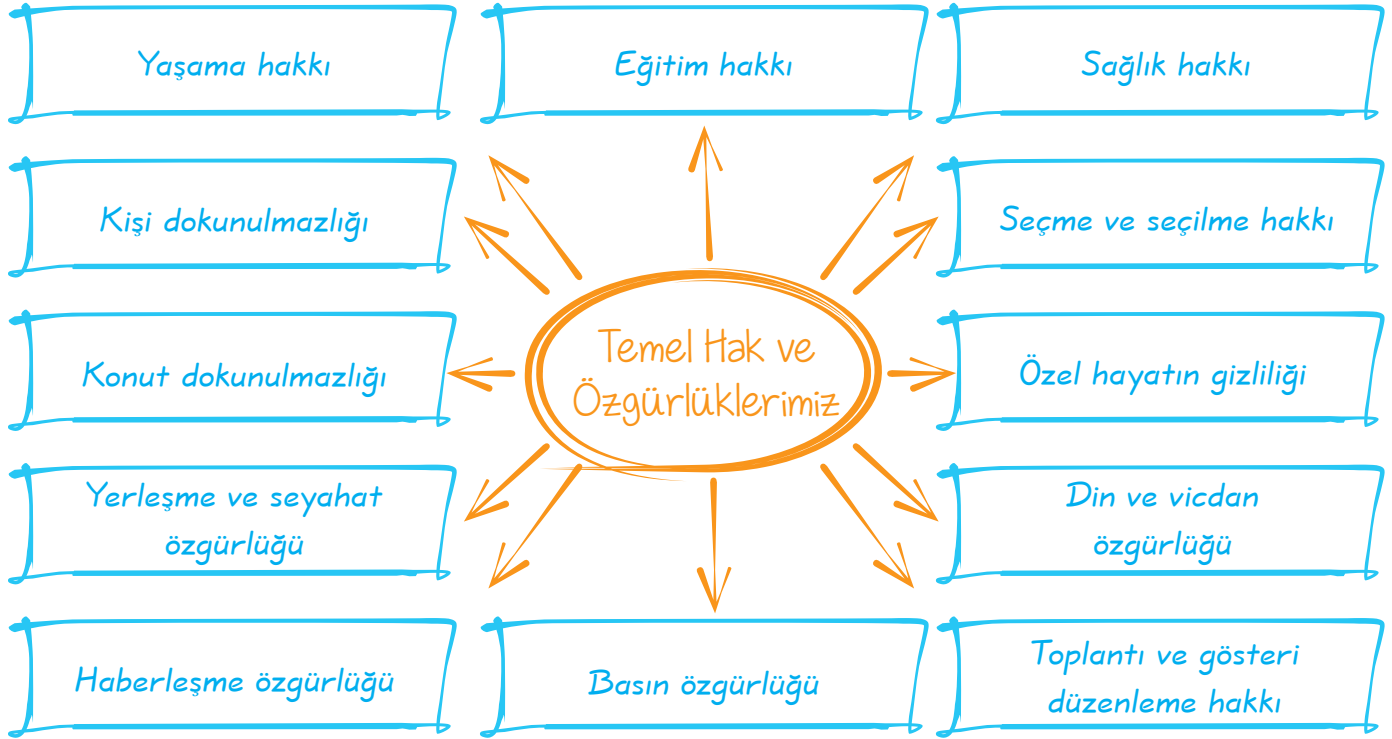 Yaşama hakkı
Eğitim hakkı
Sağlık hakkı
Kişi dokunulmazlığı
Seçme ve seçilme hakkı
Temel Hak ve
Özgürlüklerimiz
Konut dokunulmazlığı
Özel hayatın gizliliği
Yerleşme ve seyahat
özgürlüğü
Din ve vicdan
özgürlüğü
Haberleşme özgürlüğü
Basın özgürlüğü
Toplantı ve gösteri
düzenleme hakkı